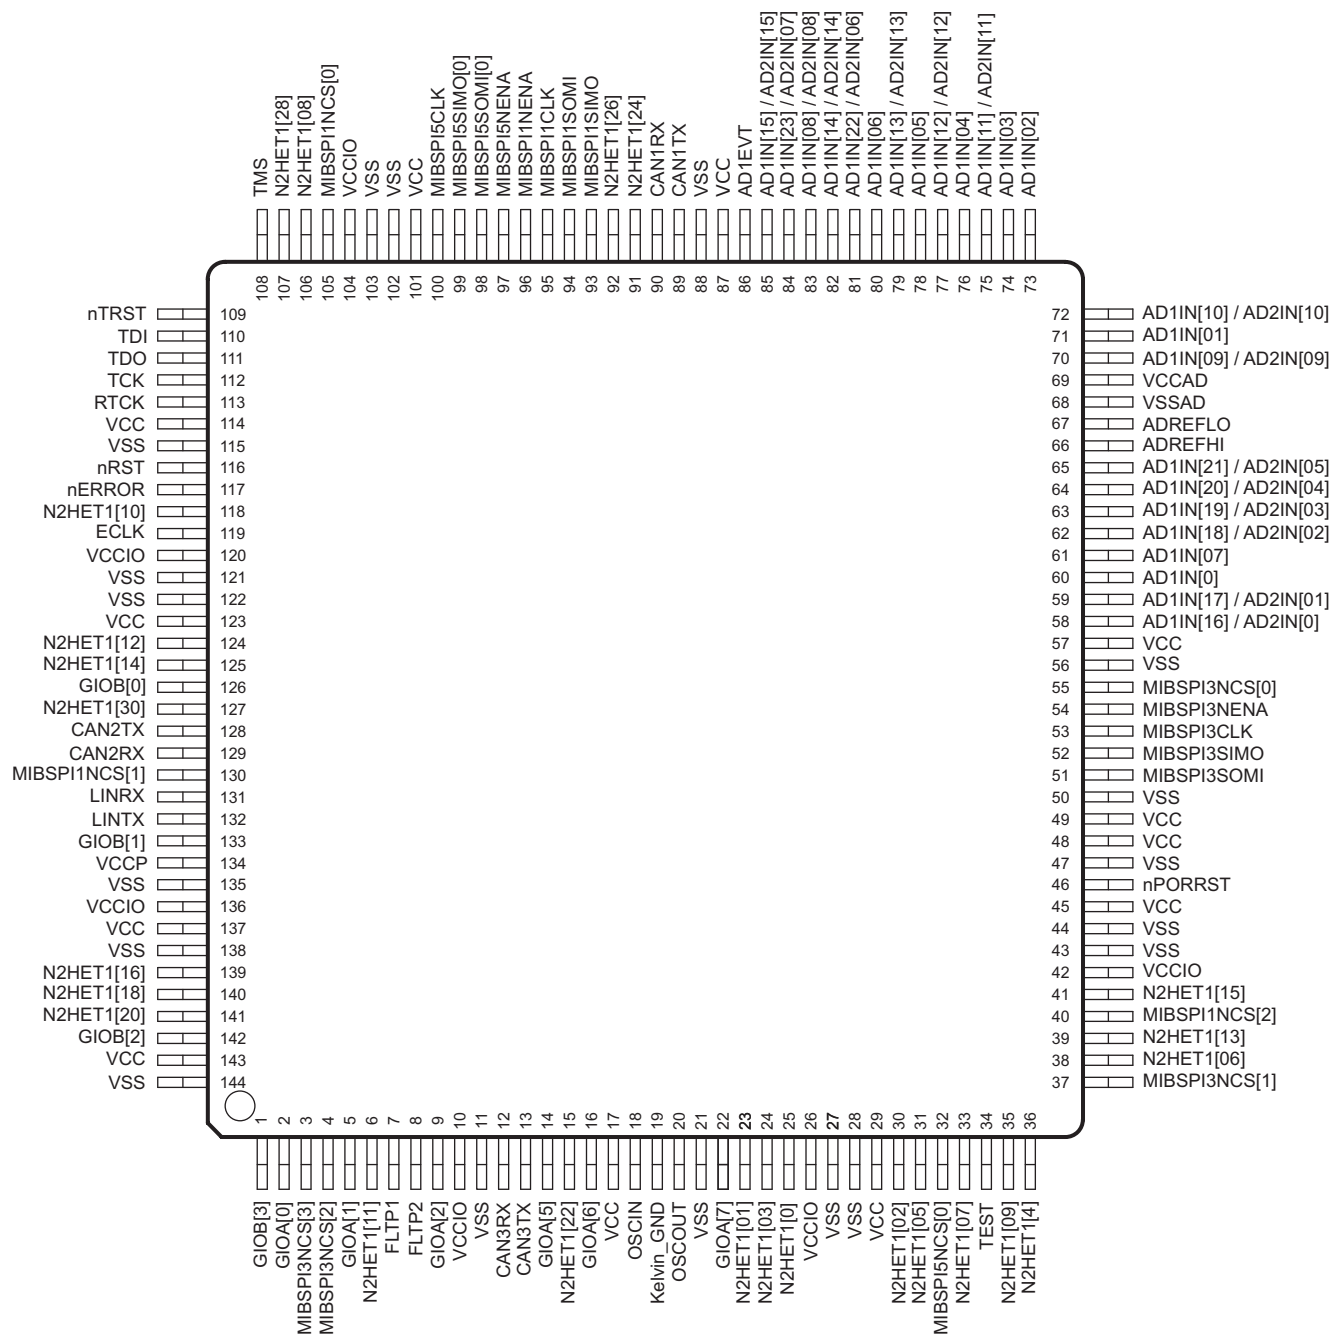 TMS
N2HET1[28]
N2HET1[08]
MIBSPI1NCS[0]
VCCIO
VSS
VSS
VCC
MIBSPI5CLK
MIBSPI5SIMO[0]
MIBSPI5SOMI[0]
MIBSPI5NENA
MIBSPI1NENA
MIBSPI1CLK
MIBSPI1SOMI
MIBSPI1SIMO
N2HET1[26]
N2HET1[24]
CAN1RX
CAN1TX
VSS
VCC
AD1EVT
AD1IN[15] / AD2IN[15]
AD1IN[23] / AD2IN[07]
AD1IN[08] / AD2IN[08]
AD1IN[14] / AD2IN[14]
AD1IN[22] / AD2IN[06]
AD1IN[06]
AD1IN[13] / AD2IN[13]
AD1IN[05]
AD1IN[12] / AD2IN[12]
AD1IN[04]
AD1IN[11] / AD2IN[11]
AD1IN[03]
AD1IN[02]
108
107
106
105
104
103
102
101
100
99
98
97
96
95
94
93
92
91
90
89
88
87
86
85
84
83
82
81
80
79
78
77
76
75
74
73
nTRST 109
TDI 110
TDO 111
TCK 112
RTCK 113
VCC 114
VSS 115
nRST 116
nERROR 117
N2HET1[10] 118
ECLK 119
VCCIO 120
VSS 121
VSS 122
VCC 123
N2HET1[12] 124
N2HET1[14] 125
GIOB[0] 126
N2HET1[30] 127
CAN2TX 128
CAN2RX 129
MIBSPI1NCS[1] 130
LINRX 131
LINTX 132
GIOB[1] 133
VCCP 134
VSS 135
VCCIO 136
VCC 137
VSS 138
N2HET1[16] 139
N2HET1[18] 140
N2HET1[20] 141
GIOB[2] 142
VCC 143
VSS 144
72 AD1IN[10] / AD2IN[10]
71 AD1IN[01]
70 AD1IN[09] / AD2IN[09]
69 VCCAD
68 VSSAD
67 ADREFLO
66 ADREFHI
65 AD1IN[21] / AD2IN[05]
64 AD1IN[20] / AD2IN[04]
63 AD1IN[19] / AD2IN[03]
62 AD1IN[18] / AD2IN[02]
61 AD1IN[07]
60 AD1IN[0]
59 AD1IN[17] / AD2IN[01]
58 AD1IN[16] / AD2IN[0]
57 VCC
56 VSS
55 MIBSPI3NCS[0]
54 MIBSPI3NENA
53 MIBSPI3CLK
52 MIBSPI3SIMO
51 MIBSPI3SOMI
50 VSS
49 VCC
48 VCC
47 VSS
46 nPORRST
45 VCC
44 VSS
43 VSS
42 VCCIO
41 N2HET1[15]
40 MIBSPI1NCS[2]
39 N2HET1[13]
38 N2HET1[06]
37 MIBSPI3NCS[1]
1
2
3
4
5
6
7
8
9
10
11
12
13
14
15
16
17
18
19
20
21
22
23
24
25
26
27
28
29
30
31
32
33
34
35
36
GIOB[3]
GIOA[0]
MIBSPI3NCS[3]
MIBSPI3NCS[2]
GIOA[1]
N2HET1[11]
FLTP1
FLTP2
GIOA[2]
VCCIO
VSS
CAN3RX
CAN3TX
GIOA[5]
N2HET1[22]
GIOA[6]
VCC
OSCIN
Kelvin_GND
OSCOUT
VSS
GIOA[7]
N2HET1[01]
N2HET1[03]
N2HET1[0]
VCCIO
VSS
VSS
VCC
N2HET1[02]
N2HET1[05]
MIBSPI5NCS[0]
N2HET1[07]
TEST
N2HET1[09]
N2HET1[4]